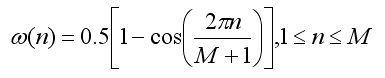 ω(n) = 0.5[1 − cos(2πn / (M + 1))], 1 ≤ n ≤ M